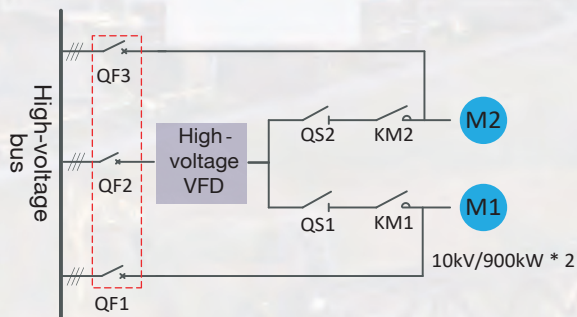 High-voltage
bus
QF3
QF2
QF1
High-
voltage
VFD
QS2
KM2
M2
QS1
KM1
M1
10kV/900kW * 2